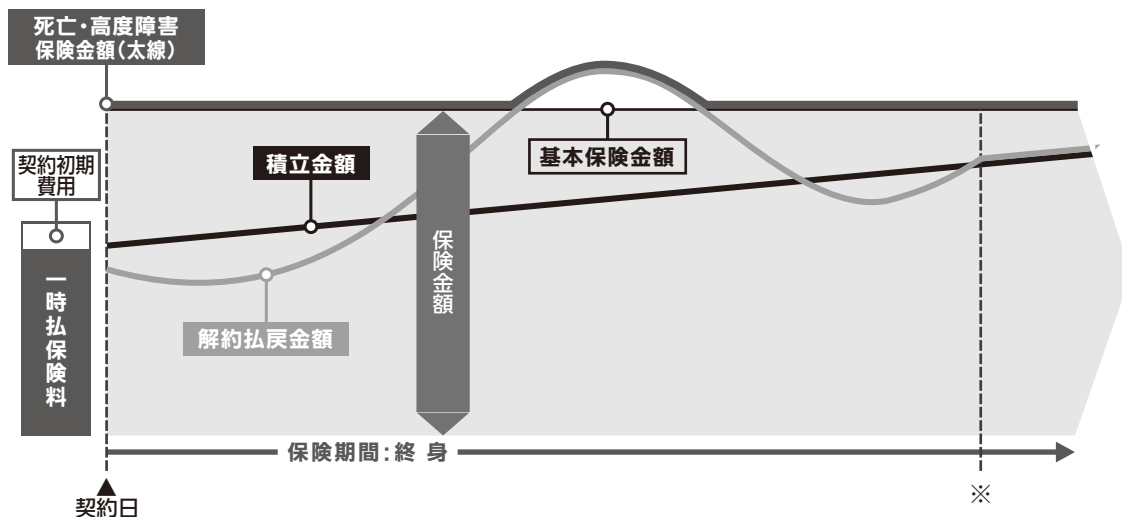 死亡・高度障害
保険金額（太線）
契約初期
費用
一時払保険料
積立金額
基本保険金額
保険金額
解約払戻金額
保険期間：終 身
契約日
※